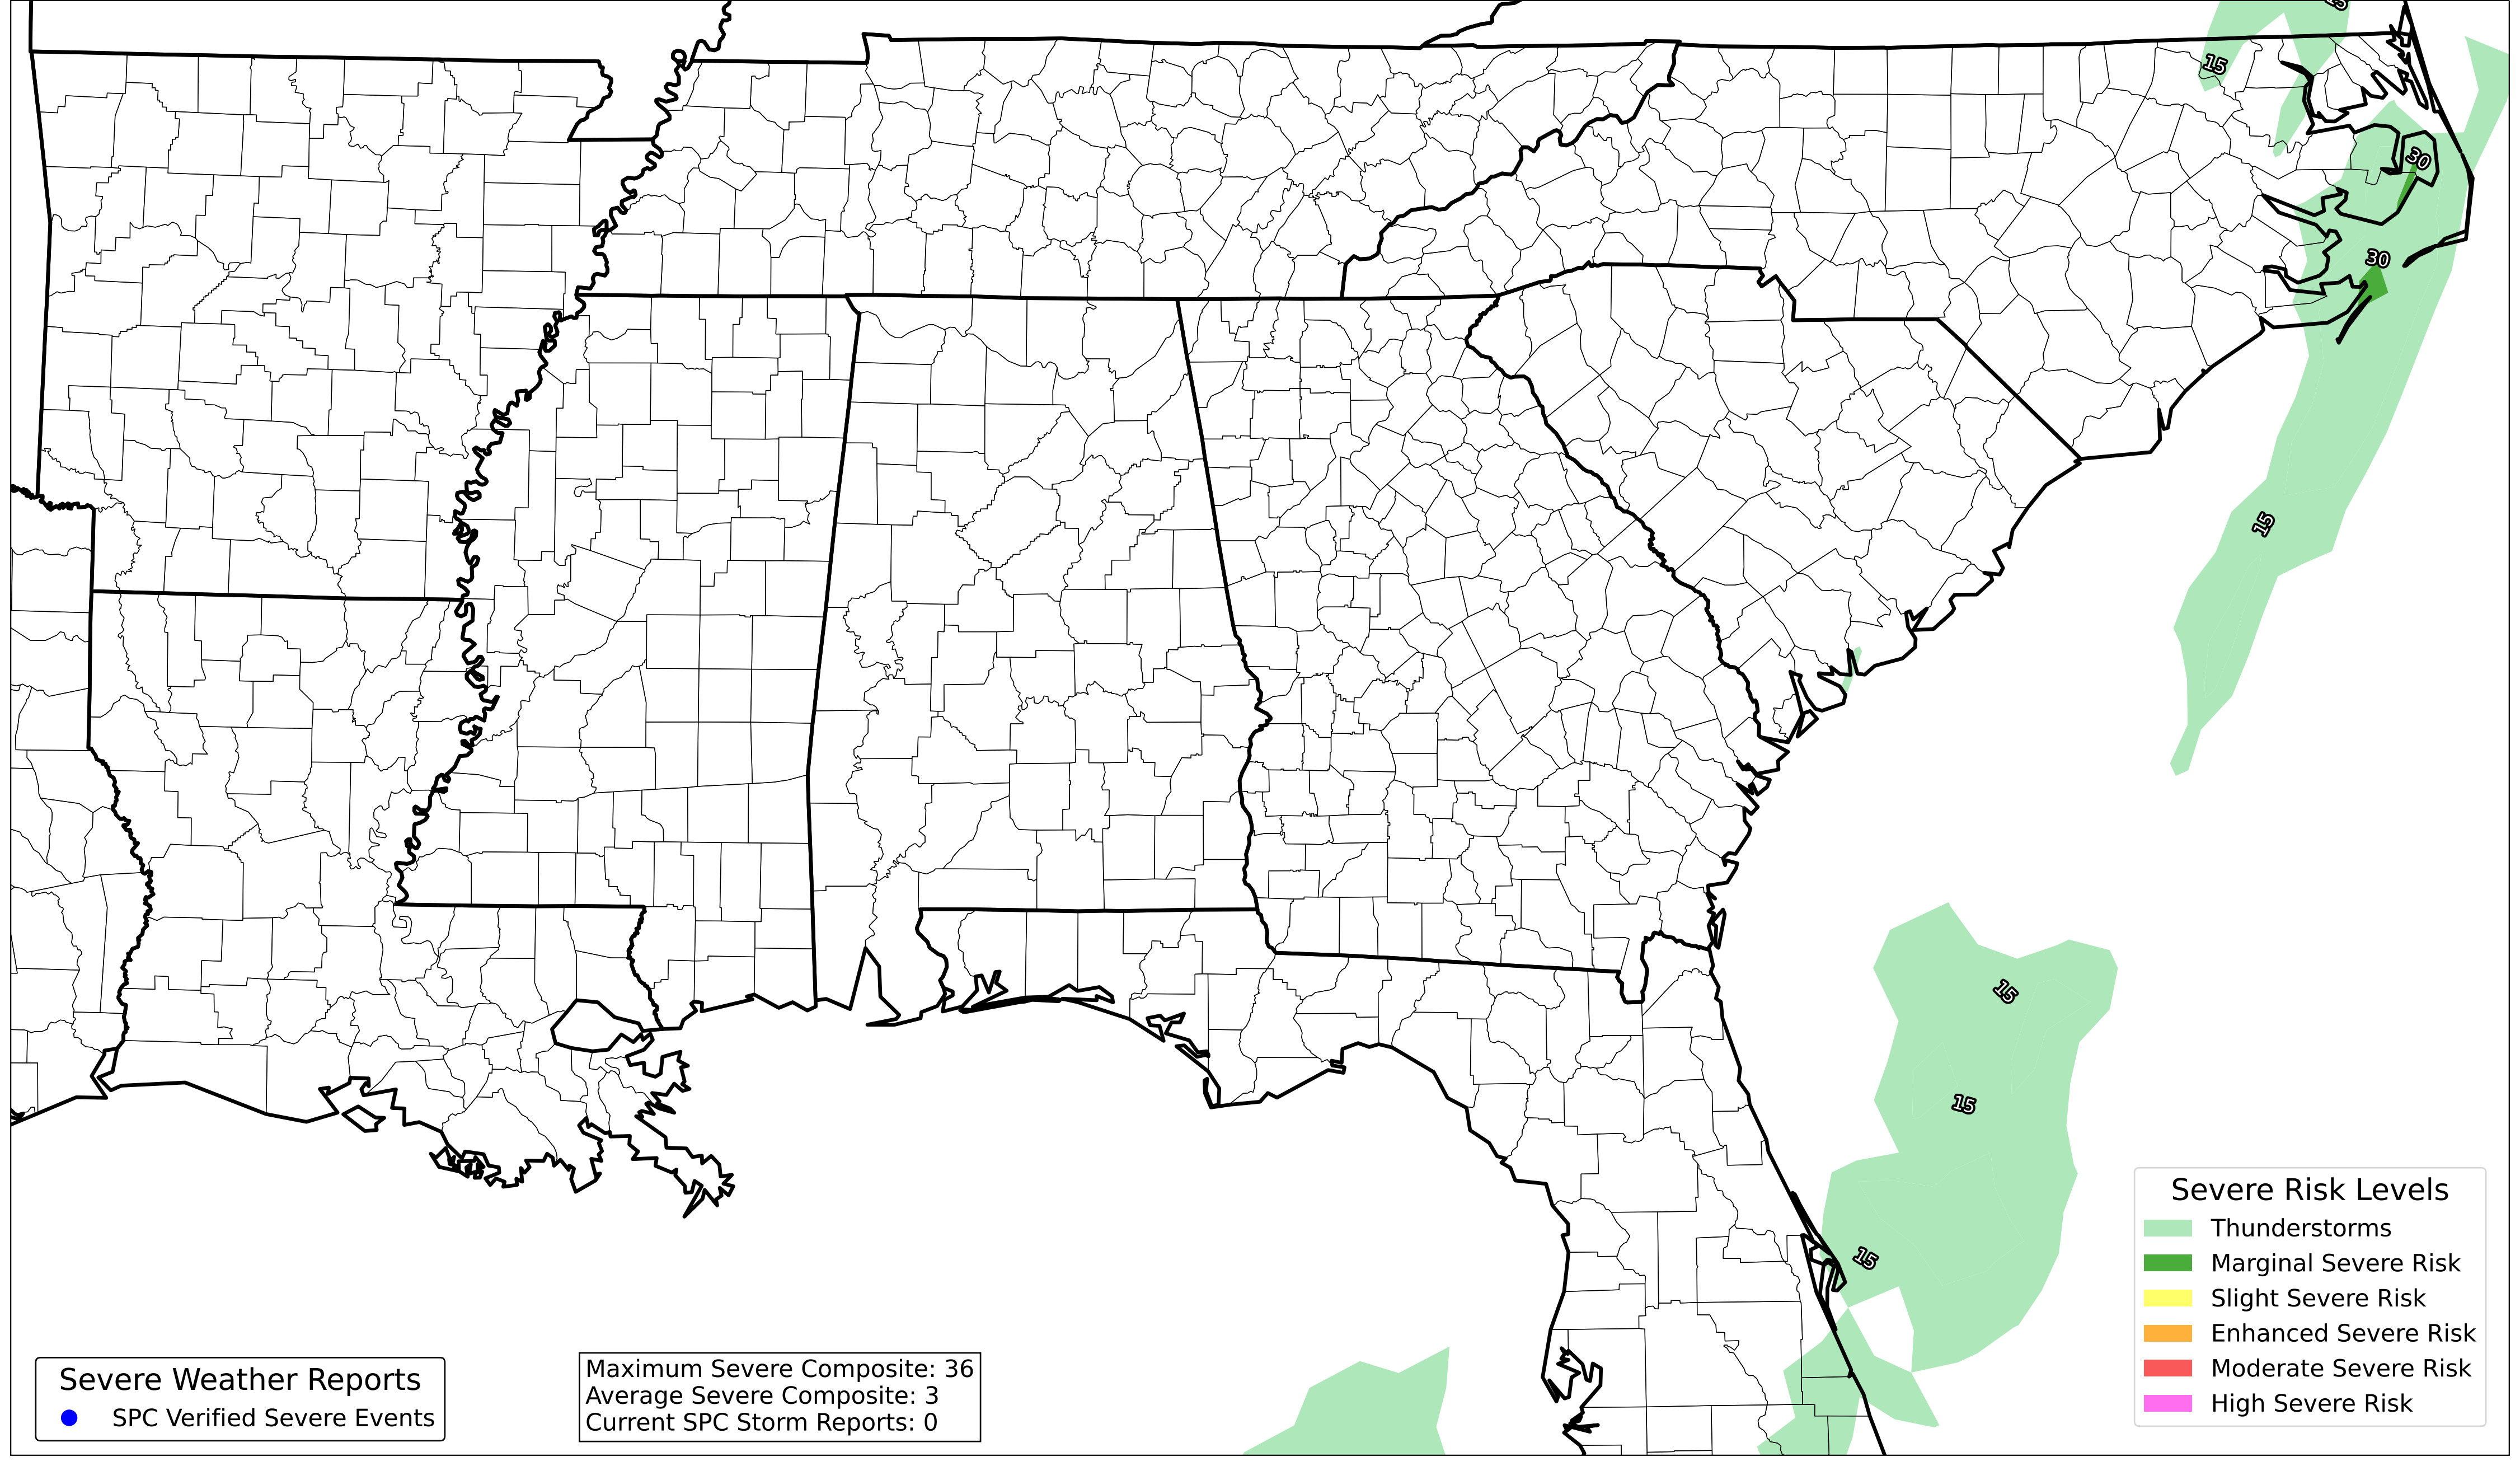 15
15
30
30
15
15
15
15
Severe Risk Levels
Thunderstorms
Marginal Severe Risk
Slight Severe Risk
Enhanced Severe Risk
Moderate Severe Risk
High Severe Risk
Severe Weather Reports
SPC Verified Severe Events
Maximum Severe Composite: 36
Average Severe Composite: 3
Current SPC Storm Reports: 0